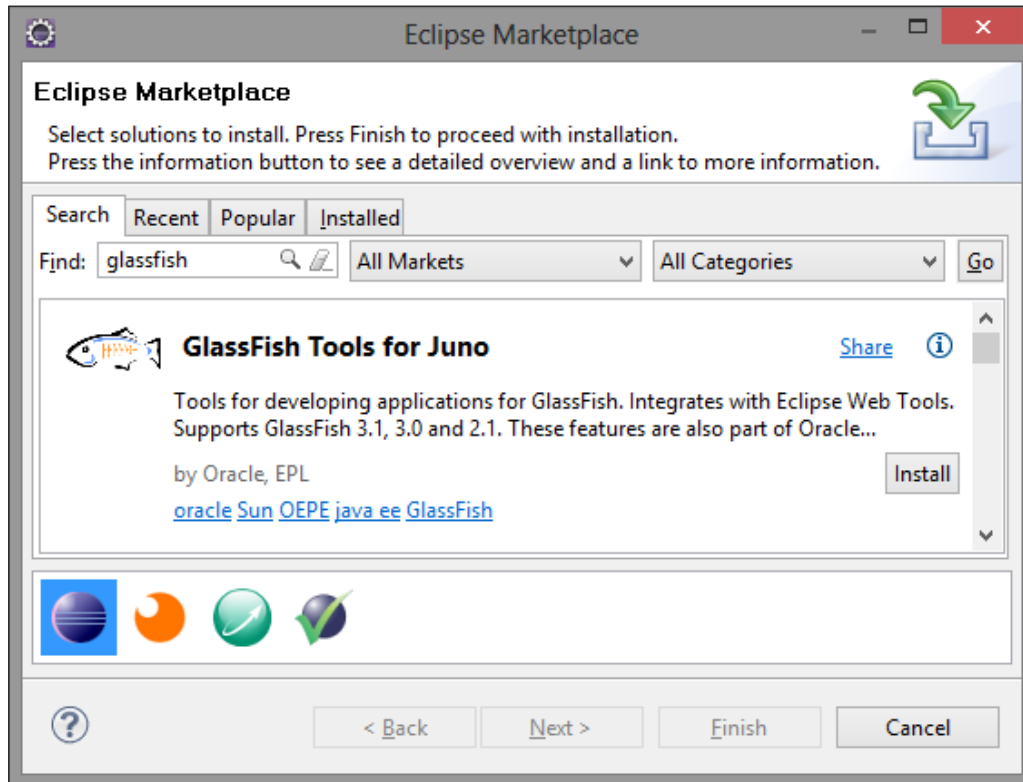 Eclipse Marketplace
Eclipse Marketplace
Select solutions to install. Press Finish to proceed with installation.
Press the information button to see a detailed overview and a link to more information.
Search Recent Popular Installed
Find: glassfish All Markets All Categories Go
GlassFish Tools for Juno Share
Tools for developing applications for GlassFish. Integrates with Eclipse Web Tools.
Supports GlassFish 3.1, 3.0 and 2.1. These features are also part of Oracle...
by Oracle, EPL Install
oracle Sun OEPE java ee GlassFish
< Back Next > Finish Cancel